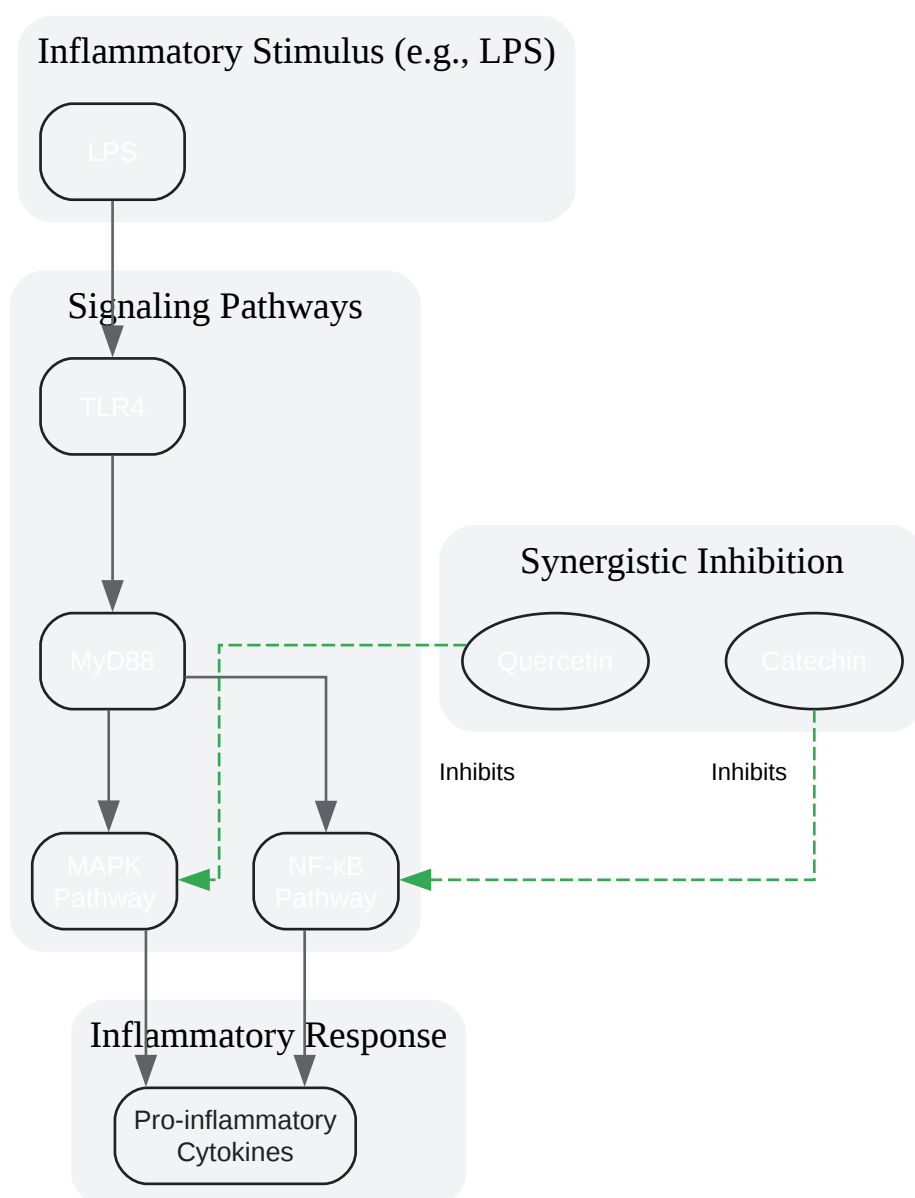 Inflammatory Stimulus (e.g., LPS)
LPS
Signaling Pathways
TLR4
Synergistic Inhibition
MyD88
Quercetin
Catechin
Inhibits
Inhibits
MAPK
Pathway
NF-κB
Pathway
Inflammatory Response
Pro-inflammatory
Cytokines